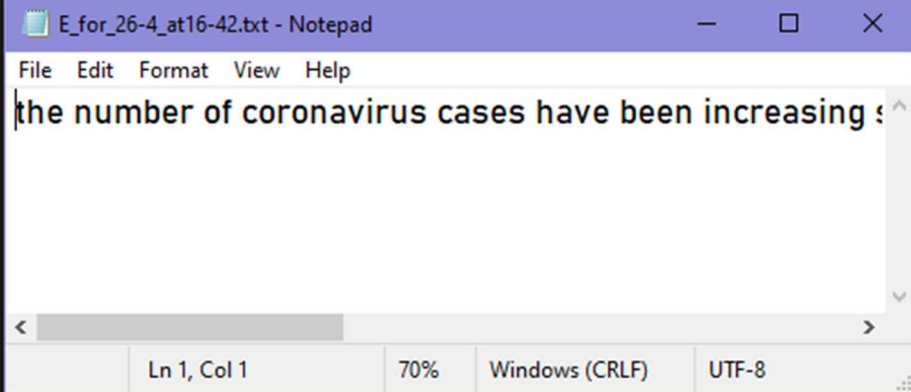 E_for_26-4_at16-42.txt - Notepad
File Edit Format View Help
the number of coronavirus cases have been increasing
Ln 1, Col 1 70% Windows (CRLF) UTF-8